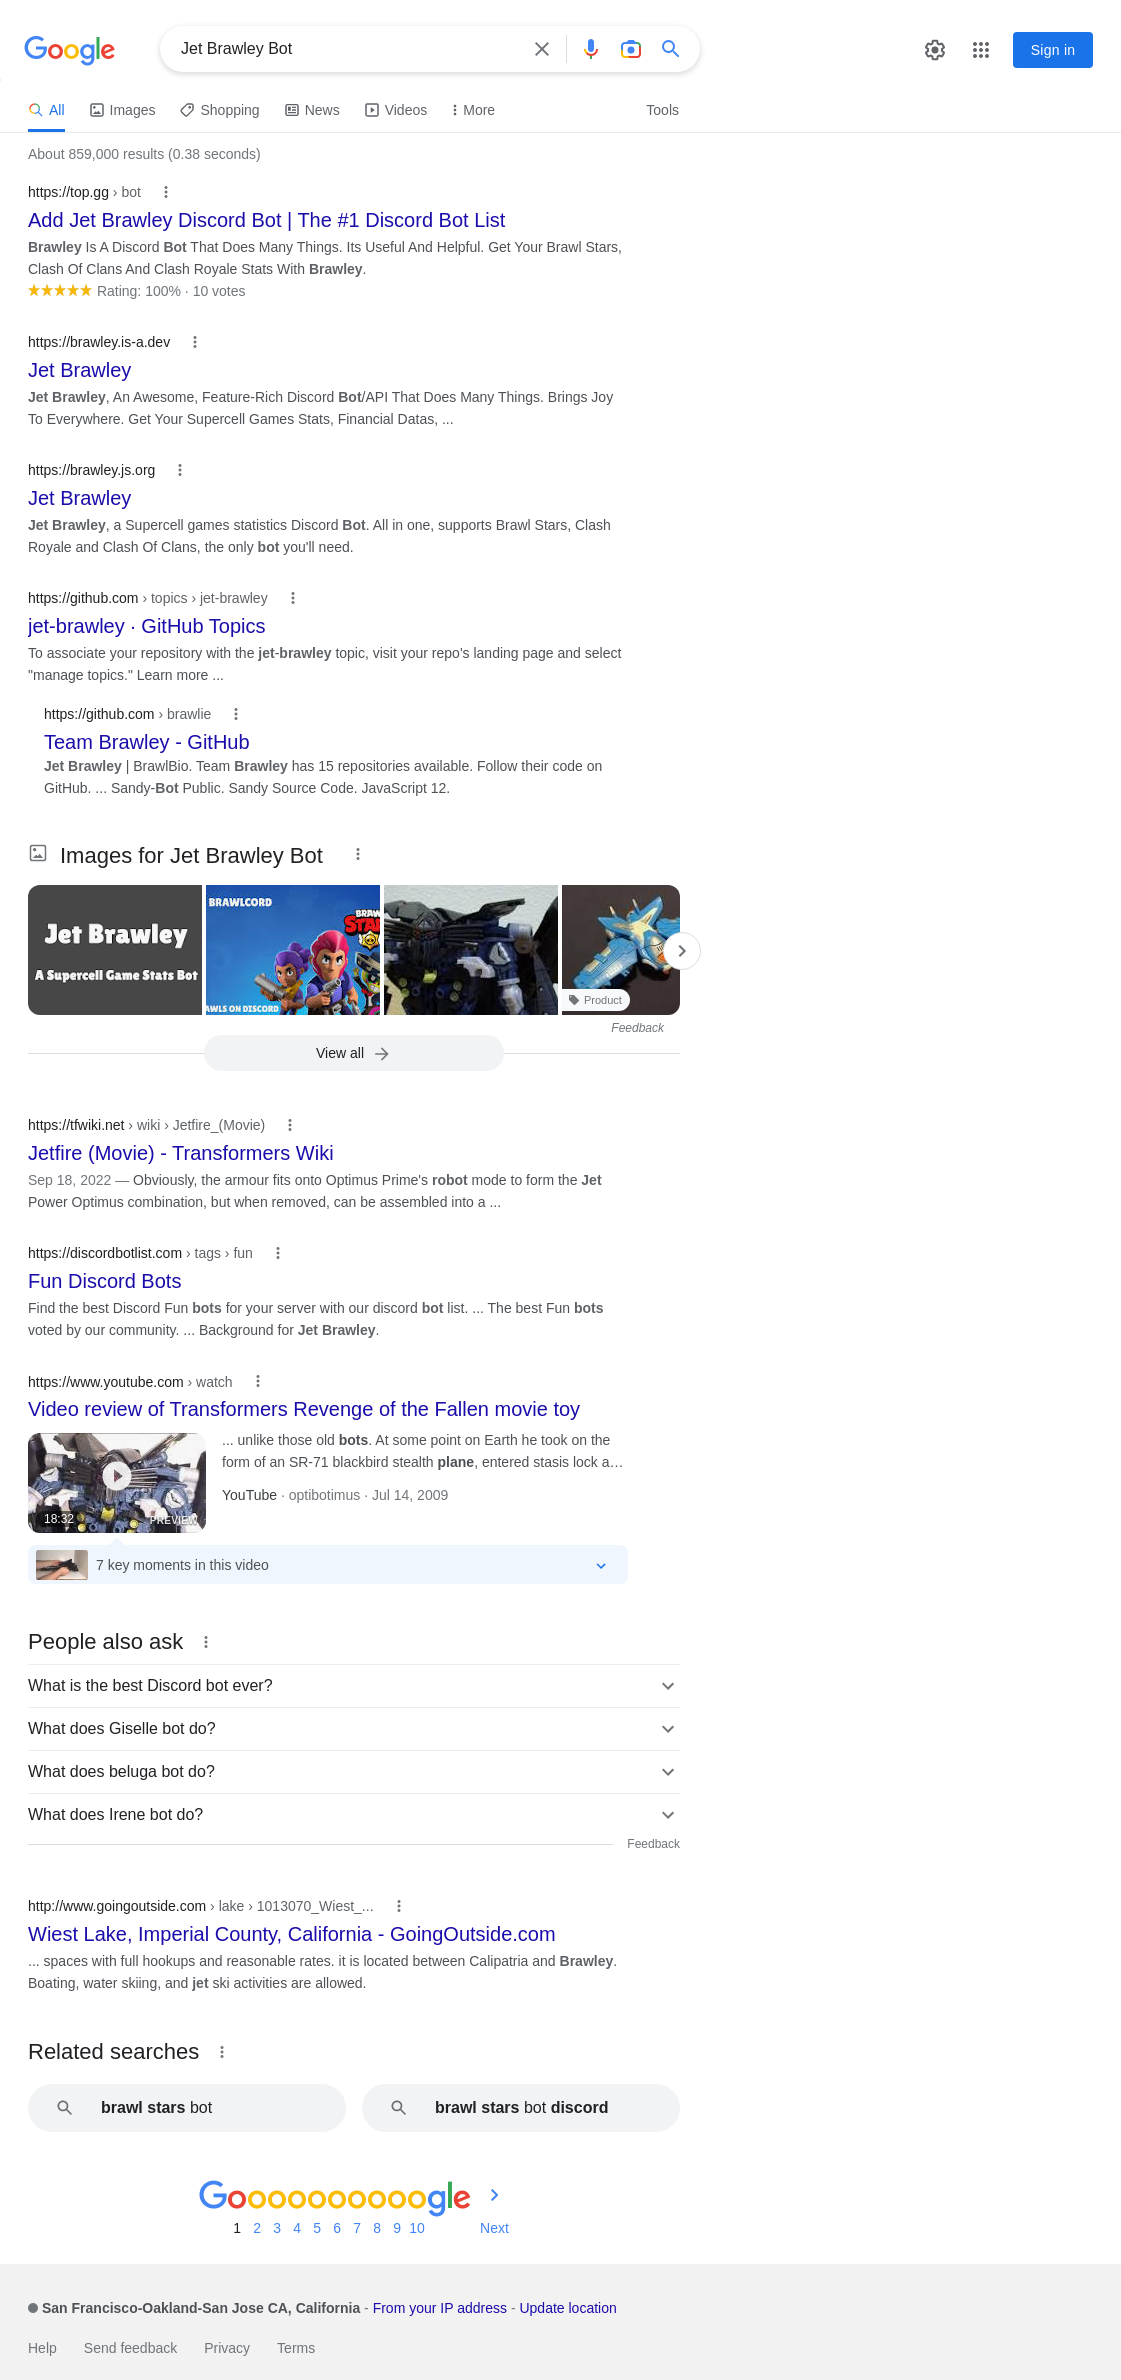 Google
Jet Brawley Bot
Sign in
All
Images
Shopping
News
Videos
More
Tools
About 859,000 results (0.38 seconds)
https://top.gg › bot
Add Jet Brawley Discord Bot | The #1 Discord Bot List
Brawley Is A Discord Bot That Does Many Things. Its Useful And Helpful. Get Your Brawl Stars,
Clash Of Clans And Clash Royale Stats With Brawley.
Rating: 100% · 10 votes
https://brawley.is-a.dev
Jet Brawley
Jet Brawley, An Awesome, Feature-Rich Discord Bot/API That Does Many Things. Brings Joy
To Everywhere. Get Your Supercell Games Stats, Financial Datas, ...
https://brawley.js.org
Jet Brawley
Jet Brawley, a Supercell games statistics Discord Bot. All in one, supports Brawl Stars, Clash
Royale and Clash Of Clans, the only bot you'll need.
https://github.com › topics › jet-brawley
jet-brawley · GitHub Topics
To associate your repository with the jet-brawley topic, visit your repo's landing page and select
"manage topics." Learn more ...
https://github.com › brawlie
Team Brawley - GitHub
Jet Brawley | BrawlBio. Team Brawley has 15 repositories available. Follow their code on
GitHub. ... Sandy-Bot Public. Sandy Source Code. JavaScript 12.
Images for Jet Brawley Bot
Jet Brawley
A Supercell Game Stats Bot
BRAWLCORD
BRAW
STA
AWLS ON DISCORD
Product
Feedback
View all
https://tfwiki.net › wiki › Jetfire_(Movie)
Jetfire (Movie) - Transformers Wiki
Sep 18, 2022 — Obviously, the armour fits onto Optimus Prime's robot mode to form the Jet
Power Optimus combination, but when removed, can be assembled into a ...
https://discordbotlist.com › tags › fun
Fun Discord Bots
Find the best Discord Fun bots for your server with our discord bot list. ... The best Fun bots
voted by our community. ... Background for Jet Brawley.
https://www.youtube.com › watch
Video review of Transformers Revenge of the Fallen movie toy
... unlike those old bots. At some point on Earth he took on the
form of an SR-71 blackbird stealth plane, entered stasis lock a…
YouTube · optibotimus · Jul 14, 2009
18:32
PREVIEW
7 key moments in this video
People also ask
What is the best Discord bot ever?
What does Giselle bot do?
What does beluga bot do?
What does Irene bot do?
Feedback
http://www.goingoutside.com › lake › 1013070_Wiest_...
Wiest Lake, Imperial County, California - GoingOutside.com
... spaces with full hookups and reasonable rates. it is located between Calipatria and Brawley.
Boating, water skiing, and jet ski activities are allowed.
Related searches
brawl stars bot
brawl stars bot discord
Goooooooooogle
1 2 3 4 5 6 7 8 9 10 Next
San Francisco-Oakland-San Jose CA, California - From your IP address - Update location
Help Send feedback Privacy Terms